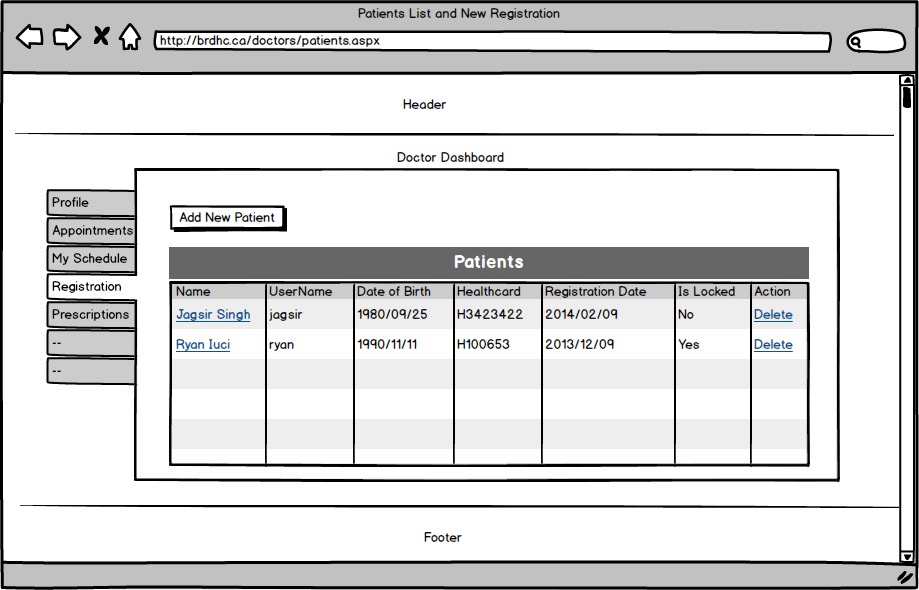 Patients List and New Registration
http://brdhc.ca/doctors/patients.aspx
Header
Doctor Dashboard
Profile
Appointments
My Schedule
Registration
Prescriptions
--
--
Add New Patient
Patients
Name UserName Date of Birth Healthcard Registration Date Is Locked Action
Jagsir Singh jagsir 1980/09/25 H3423422 2014/02/09 No Delete
Ryan Iuci ryan 1990/11/11 H100653 2013/12/09 Yes Delete
Footer